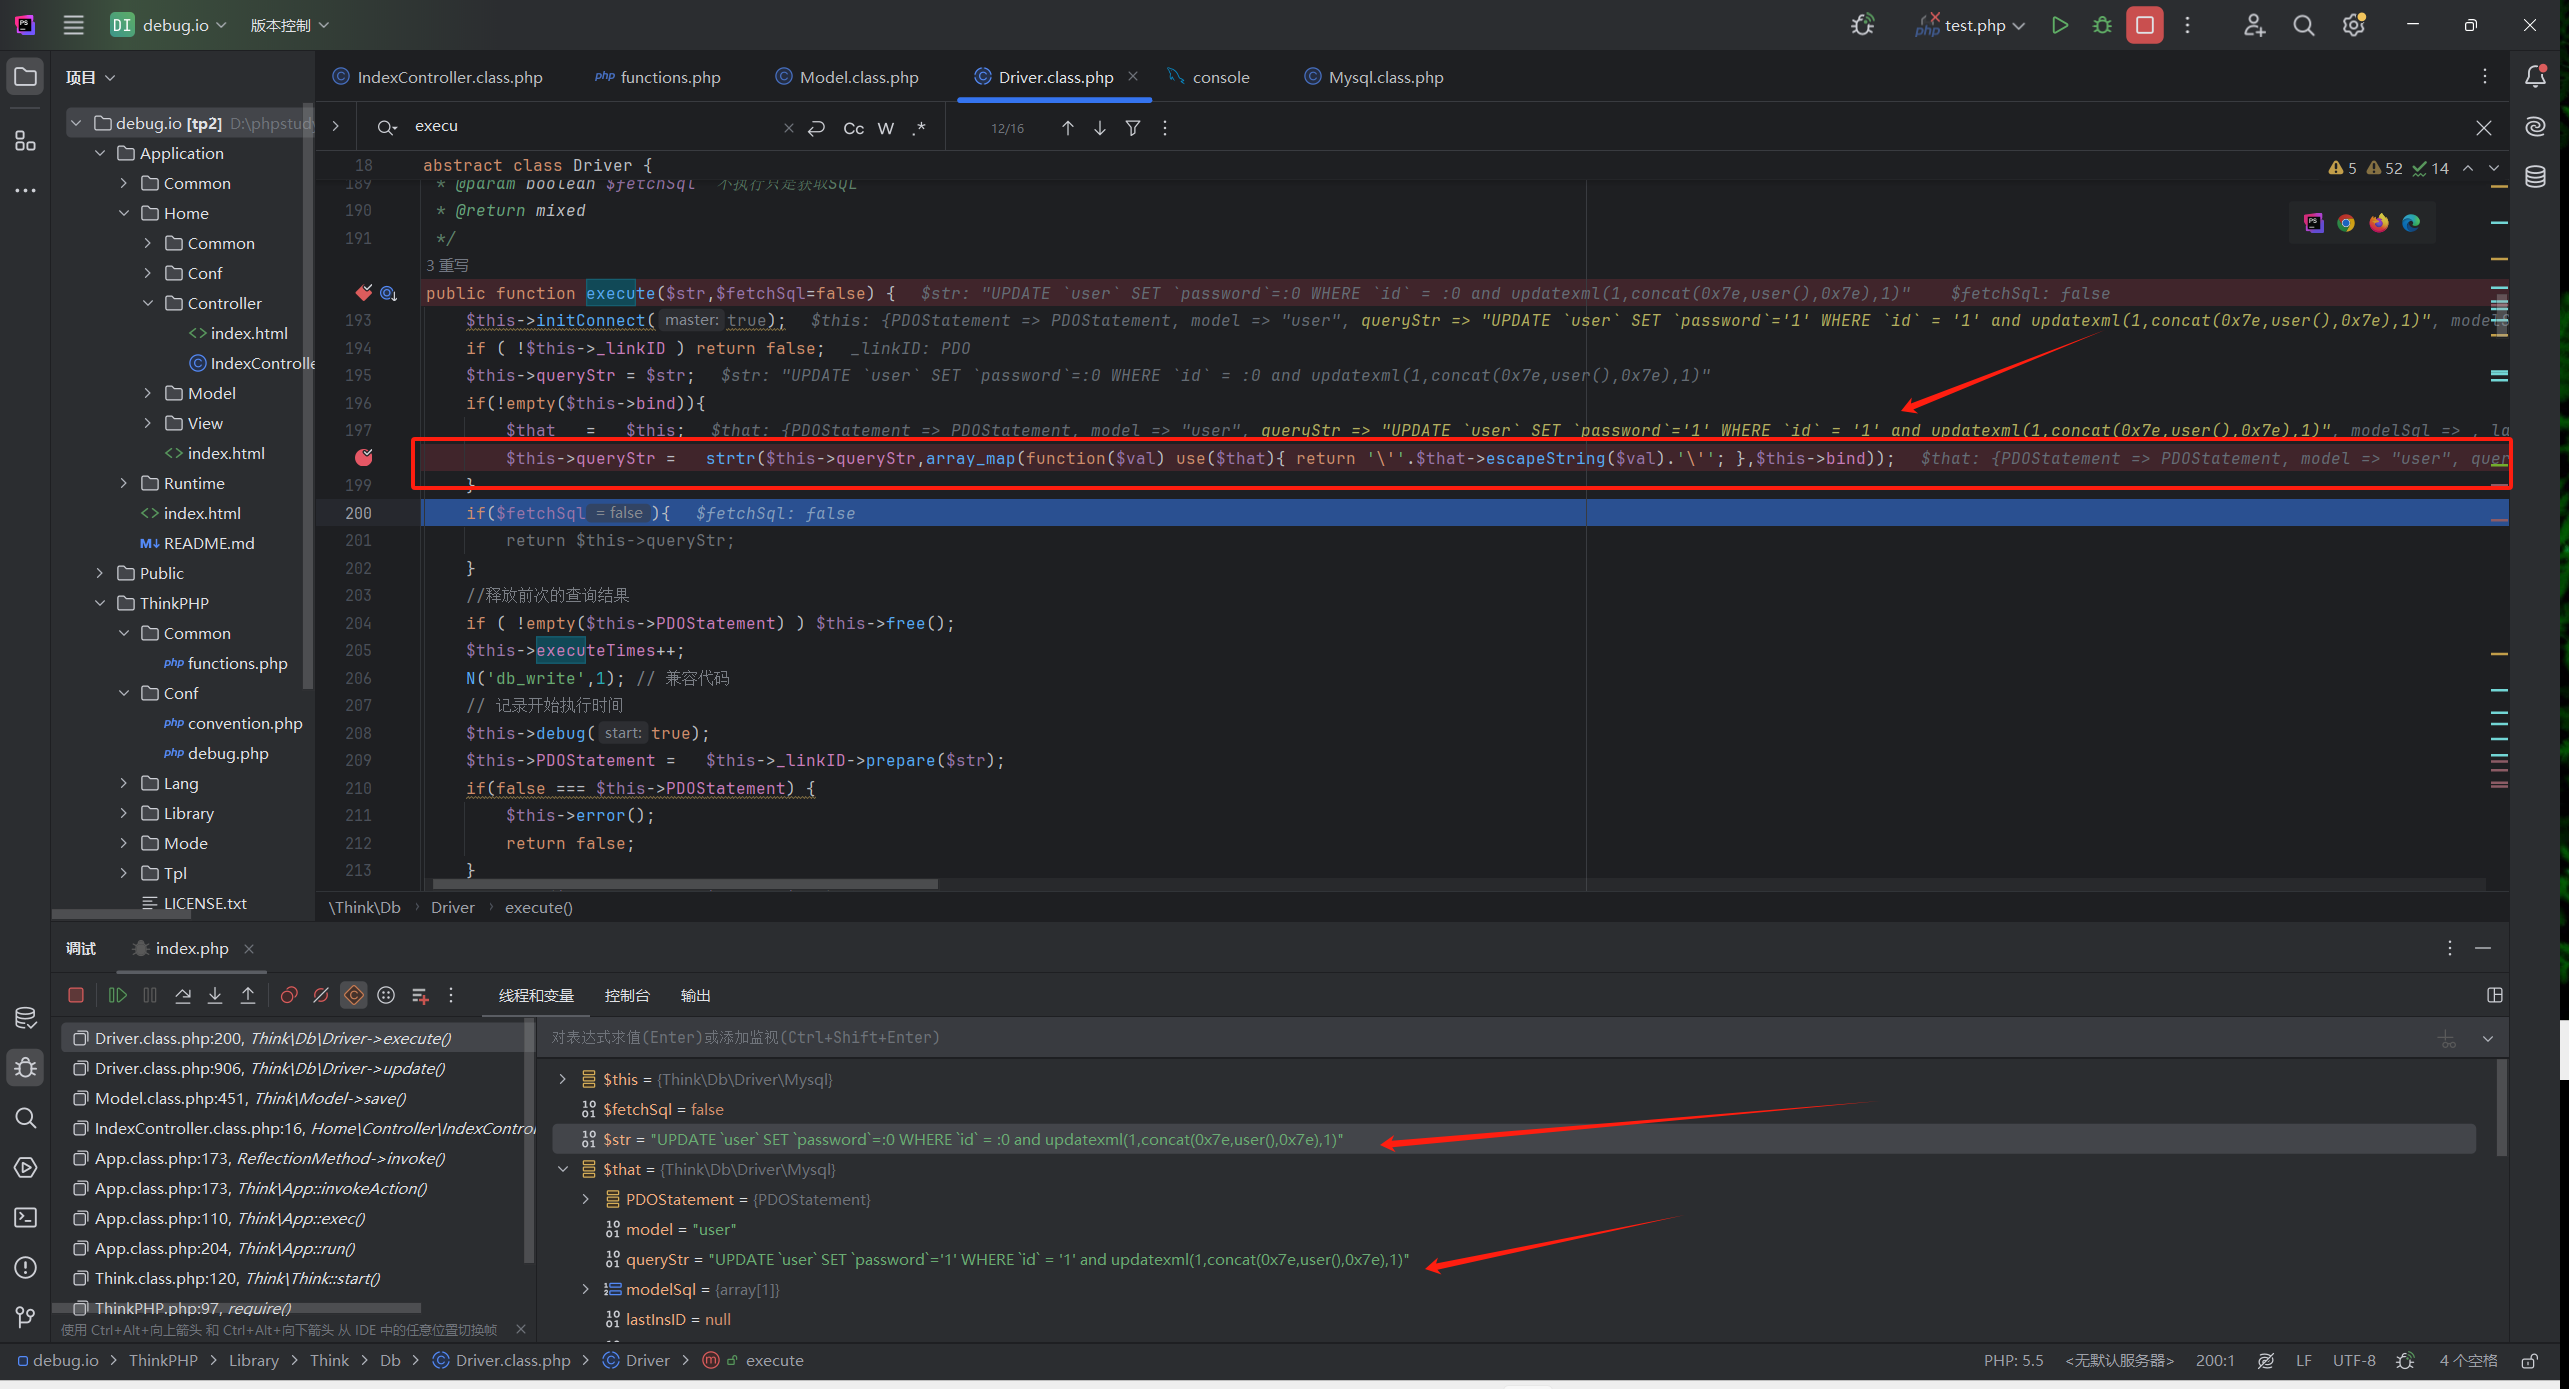 DI debug.io 版本控制 test.php
项目
IndexController.class.php functions.php Model.class.php Driver.class.php console Mysql.class.php
debug.io [tp2] D:\phpstudy
Application
Common
Home
Common
Conf
Controller
index.html
IndexControlle
Model
View
index.html
Runtime
index.html
README.md
Public
ThinkPHP
Common
functions.php
Conf
convention.php
debug.php
Lang
Library
Mode
Tpl
LICENSE.txt
execu Cc W .* 12/16
5 52 14
18 abstract class Driver {
189 * @param boolean $fetchSql 不执行只是获取SQL
190 * @return mixed
191 */
3 重写
public function execute($str,$fetchSql=false) { $str: "UPDATE `user` SET `password`=:0 WHERE `id` = :0 and updatexml(1,concat(0x7e,user(),0x7e),1)" $fetchSql: false
193 $this->initConnect( master: true); $this: {PDOStatement => PDOStatement, model => "user", queryStr => "UPDATE `user` SET `password`='1' WHERE `id` = '1' and updatexml(1,concat(0x7e,user(),0x7e),1)", modelS
194 if ( !$this->_linkID ) return false; _linkID: PDO
195 $this->queryStr = $str; $str: "UPDATE `user` SET `password`=:0 WHERE `id` = :0 and updatexml(1,concat(0x7e,user(),0x7e),1)"
196 if(!empty($this->bind)){
197 $that = $this; $that: {PDOStatement => PDOStatement, model => "user", queryStr => "UPDATE `user` SET `password`='1' WHERE `id` = '1' and updatexml(1,concat(0x7e,user(),0x7e),1)", modelSql => , la
$this->queryStr = strtr($this->queryStr,array_map(function($val) use($that){ return '\''.$that->escapeString($val).'\''; },$this->bind)); $that: {PDOStatement => PDOStatement, model => "user", quer
199 }
200 if($fetchSql = false ){ $fetchSql: false
201 return $this->queryStr;
202 }
203 //释放前次的查询结果
204 if ( !empty($this->PDOStatement) ) $this->free();
205 $this->executeTimes++;
206 N('db_write',1); // 兼容代码
207 // 记录开始执行时间
208 $this->debug( start: true);
209 $this->PDOStatement = $this->_linkID->prepare($str);
210 if(false === $this->PDOStatement) {
211 $this->error();
212 return false;
213 }
\Think\Db › Driver › execute()
调试 index.php
线程和变量 控制台 输出
Driver.class.php:200, Think\Db\Driver->execute()
Driver.class.php:906, Think\Db\Driver->update()
Model.class.php:451, Think\Model->save()
IndexController.class.php:16, Home\Controller\IndexContro
App.class.php:173, ReflectionMethod->invoke()
App.class.php:173, Think\App::invokeAction()
App.class.php:110, Think\App::exec()
App.class.php:204, Think\App::run()
Think.class.php:120, Think\Think::start()
ThinkPHP.php:97, require()
使用 Ctrl+Alt+向上箭头 和 Ctrl+Alt+向下箭头 从 IDE 中的任意位置切换帧
对表达式求值(Enter)或添加监视(Ctrl+Shift+Enter)
$this = {Think\Db\Driver\Mysql}
$fetchSql = false
$str = "UPDATE `user` SET `password`=:0 WHERE `id` = :0 and updatexml(1,concat(0x7e,user(),0x7e),1)"
$that = {Think\Db\Driver\Mysql}
PDOStatement = {PDOStatement}
model = "user"
queryStr = "UPDATE `user` SET `password`='1' WHERE `id` = '1' and updatexml(1,concat(0x7e,user(),0x7e),1)"
modelSql = {array[1]}
lastInsID = null
debug.io > ThinkPHP > Library > Think > Db > Driver.class.php > Driver > execute
PHP: 5.5 <无默认服务器> 200:1 LF UTF-8 4 个空格